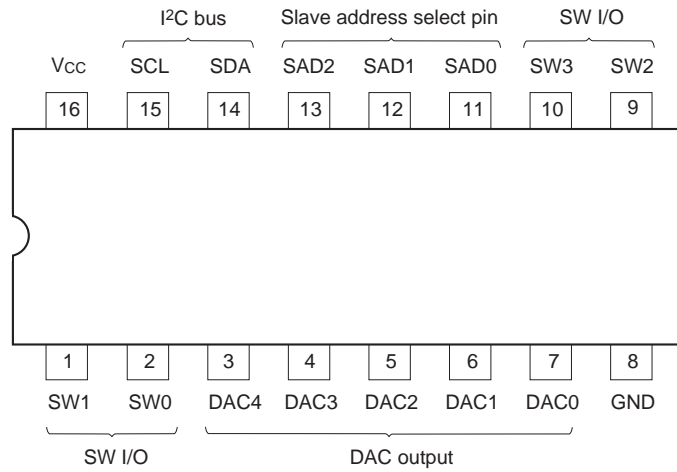 I²C bus Slave address select pin SW I/O
VCC SCL SDA SAD2 SAD1 SAD0 SW3 SW2
16 15 14 13 12 11 10 9
1 2 3 4 5 6 7 8
SW1 SW0 DAC4 DAC3 DAC2 DAC1 DAC0 GND
SW I/O DAC output